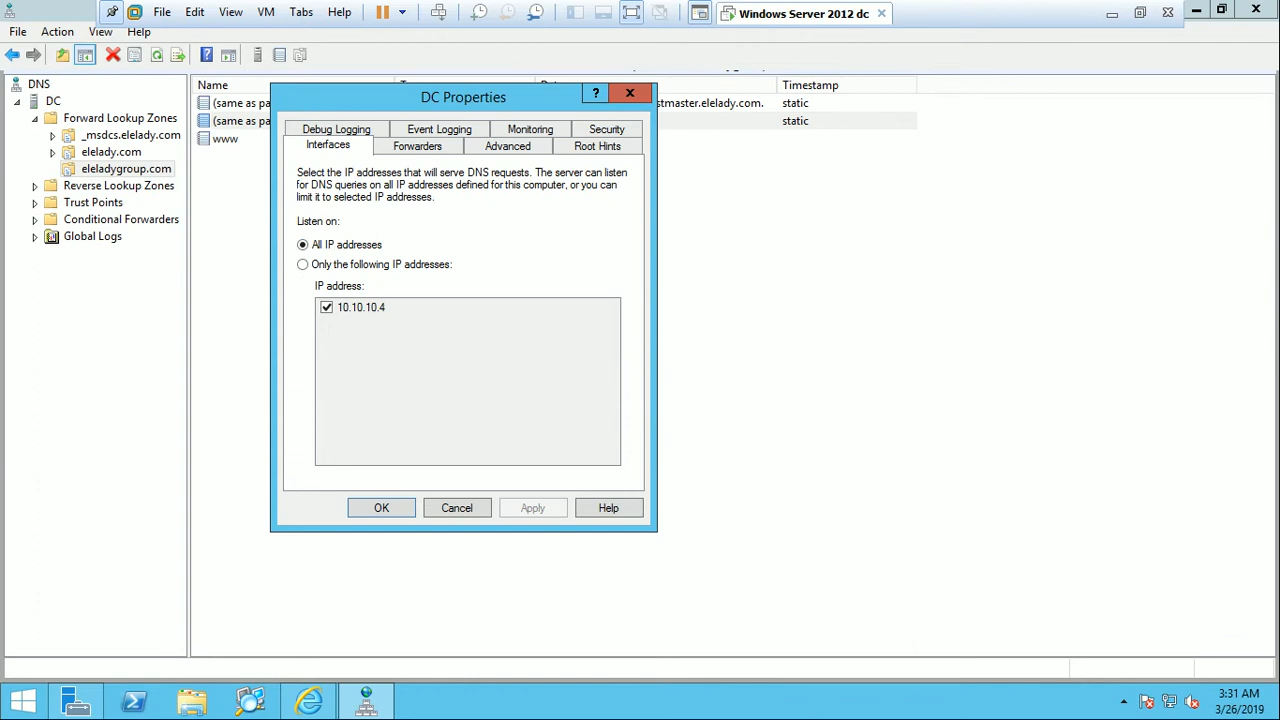 File Edit View VM Tabs Help Windows Server 2012 dc
File Action View Help
DNS
DC
Forward Lookup Zones
_msdcs.elelady.com
elelady.com
eleladygroup.com
Reverse Lookup Zones
Trust Points
Conditional Forwarders
Global Logs
Name Timestamp
(same as pa stmaster.elelady.com. static
(same as pa static
www
DC Properties
Debug Logging Event Logging Monitoring Security
Interfaces Forwarders Advanced Root Hints
Select the IP addresses that will serve DNS requests. The server can listen
for DNS queries on all IP addresses defined for this computer, or you can
limit it to selected IP addresses.
Listen on:
All IP addresses
Only the following IP addresses:
IP address:
10.10.10.4
OK Cancel Apply Help
3:31 AM
3/26/2019